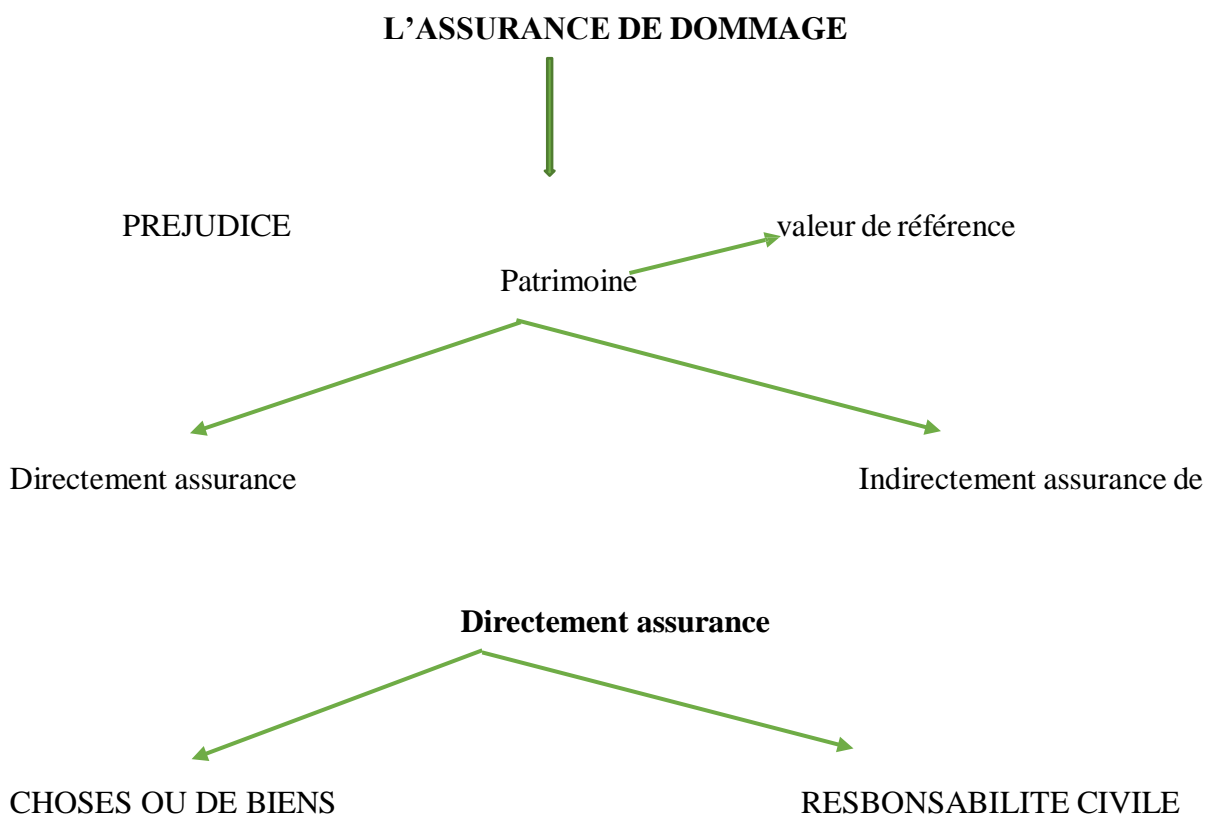 L’ASSURANCE DE DOMMAGE
PREJUDICE valeur de référence
Patrimoine
Directement assurance Indirectement assurance de
Directement assurance
CHOSES OU DE BIENS RESBONSABILITE CIVILE